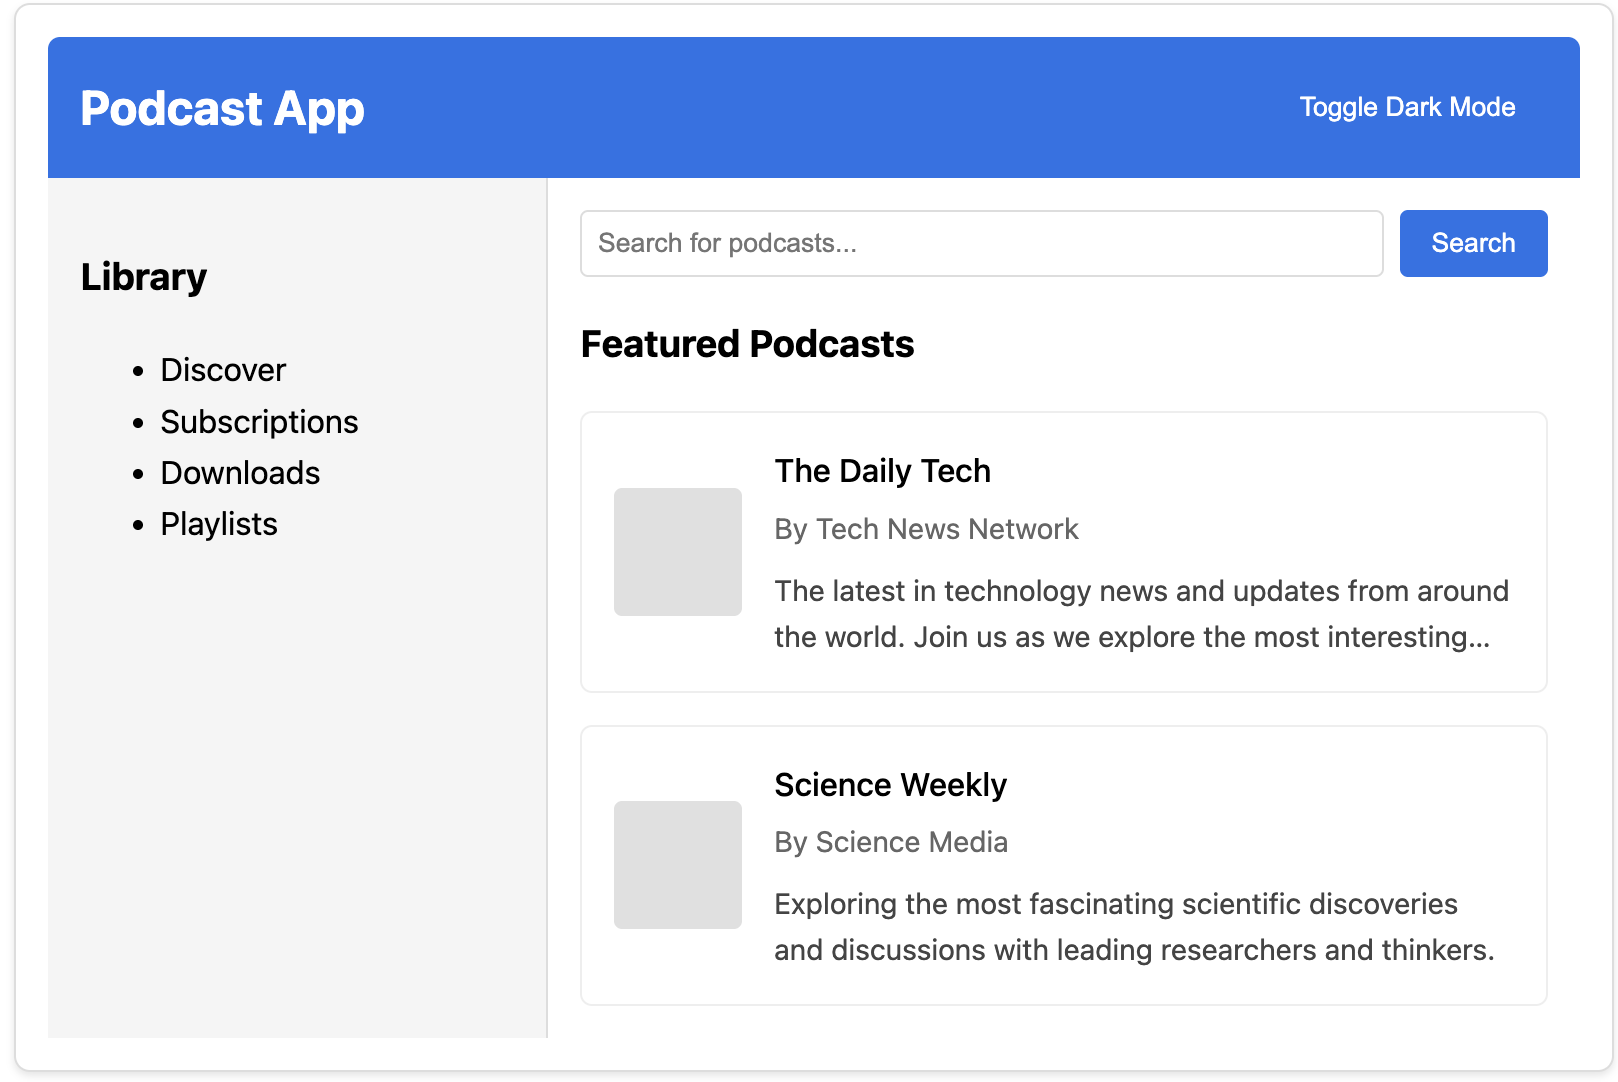 Podcast App
Toggle Dark Mode
Library
Discover
Subscriptions
Downloads
Playlists
Search for podcasts...
Search
Featured Podcasts
The Daily Tech
By Tech News Network
The latest in technology news and updates from around
the world. Join us as we explore the most interesting...
Science Weekly
By Science Media
Exploring the most fascinating scientific discoveries
and discussions with leading researchers and thinkers.